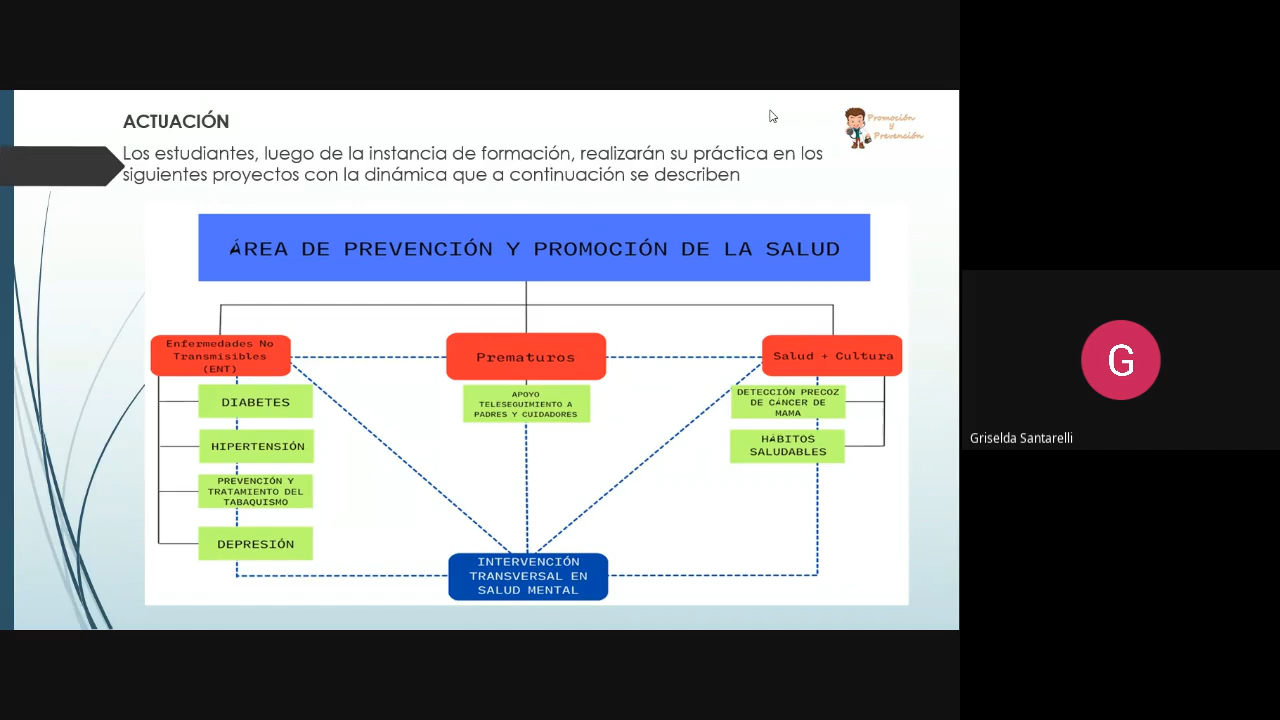 ACTUACIÓN
Promoción
y
Prevención
Los estudiantes, luego de la instancia de formación, realizarán su práctica en los
siguientes proyectos con la dinámica que a continuación se describen
ÁREA DE PREVENCIÓN Y PROMOCIÓN DE LA SALUD
Enfermedades No
Transmisibles
(ENT)
DIABETES
HIPERTENSIÓN
PREVENCIÓN Y
TRATAMIENTO DEL
TABAQUISMO
DEPRESIÓN
Prematuros
APOYO
TELESEGUIMIENTO A
PADRES Y CUIDADORES
Salud + Cultura
DETECCIÓN PRECOZ
DE CÁNCER DE
MAMA
HÁBITOS
SALUDABLES
INTERVENCIÓN
TRANSVERSAL EN
SALUD MENTAL
G
Griselda Santarelli